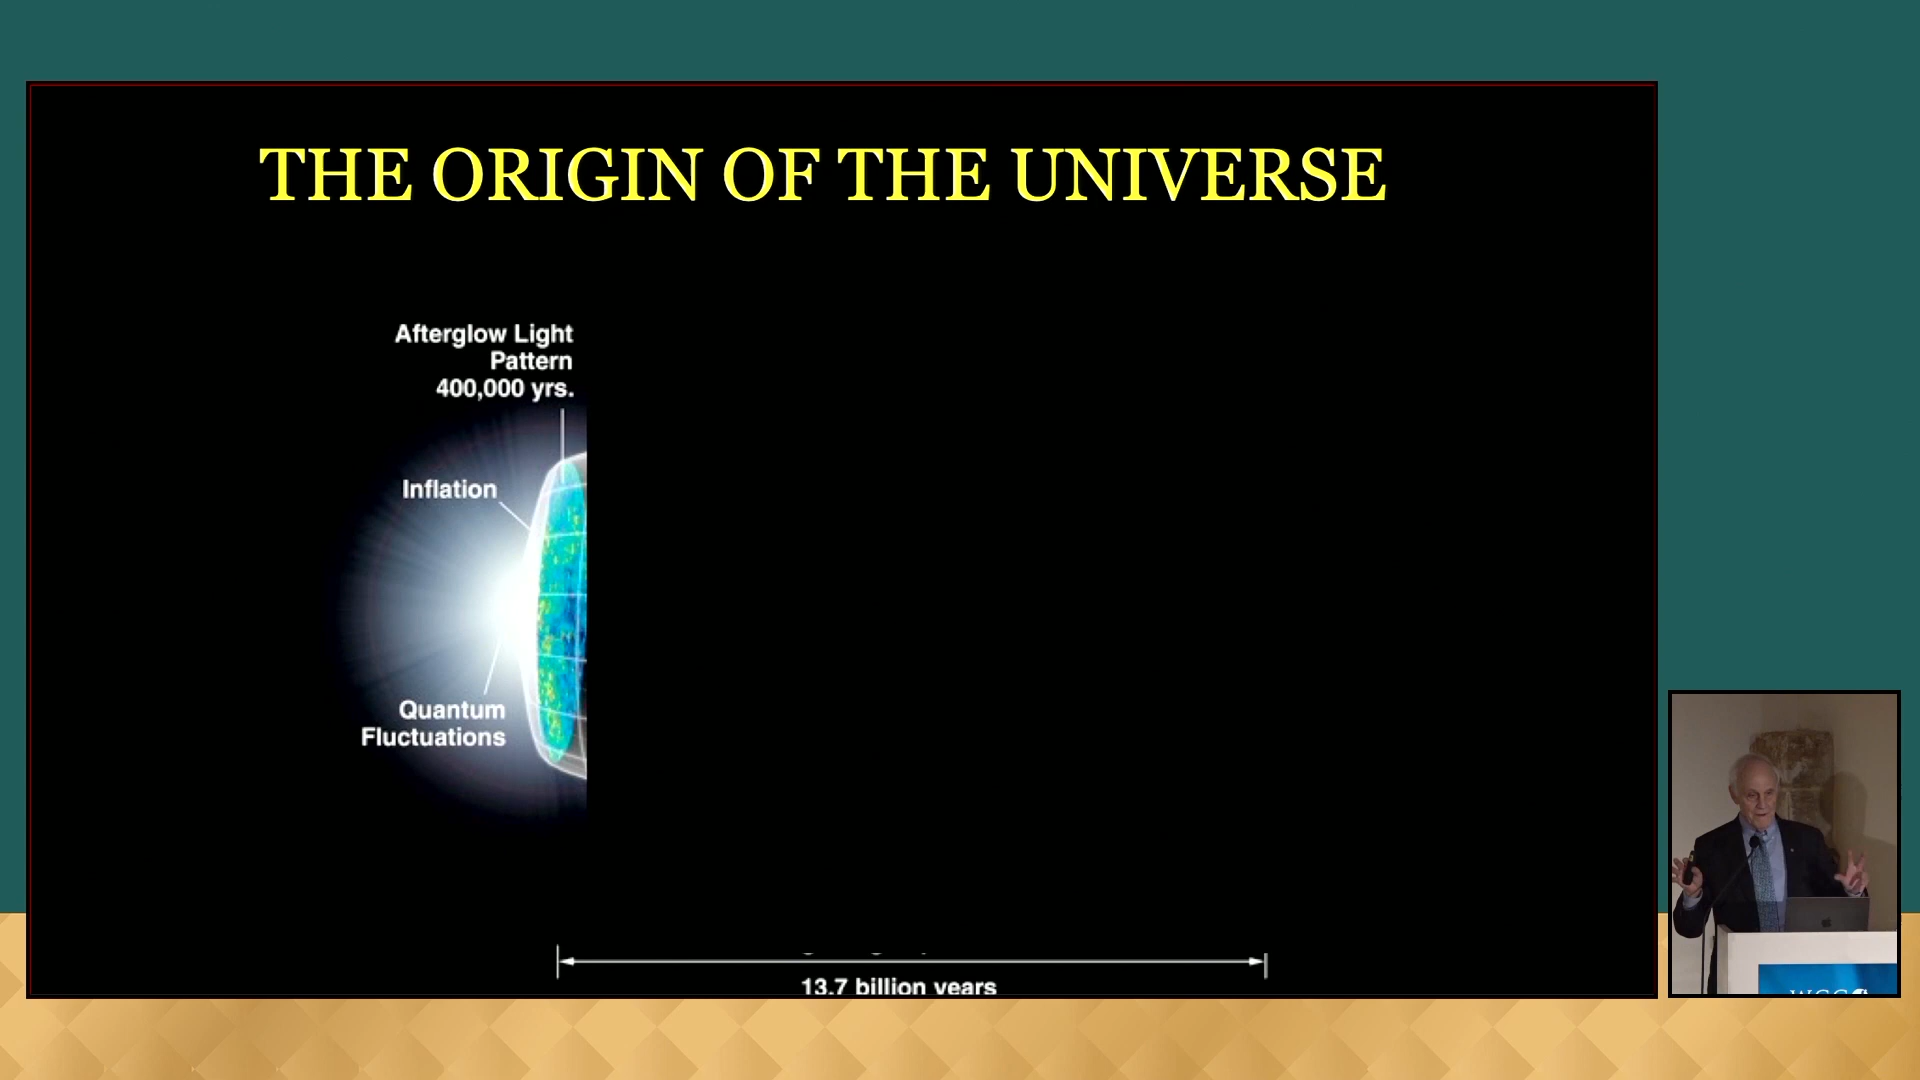 THE ORIGIN OF THE UNIVERSE
Afterglow Light
Pattern
400,000 yrs.
Inflation
Quantum
Fluctuations
13.7 billion years